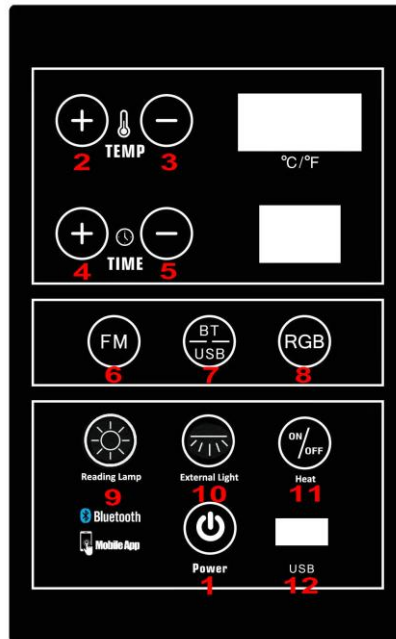 + −
2 TEMP 3
°C/°F
+ −
4 TIME 5
FM BT USB RGB
6 7 8
ON/OFF
Reading Lamp External Light Heat
9 10 11
Bluetooth
Mobile App
Power USB
1 12